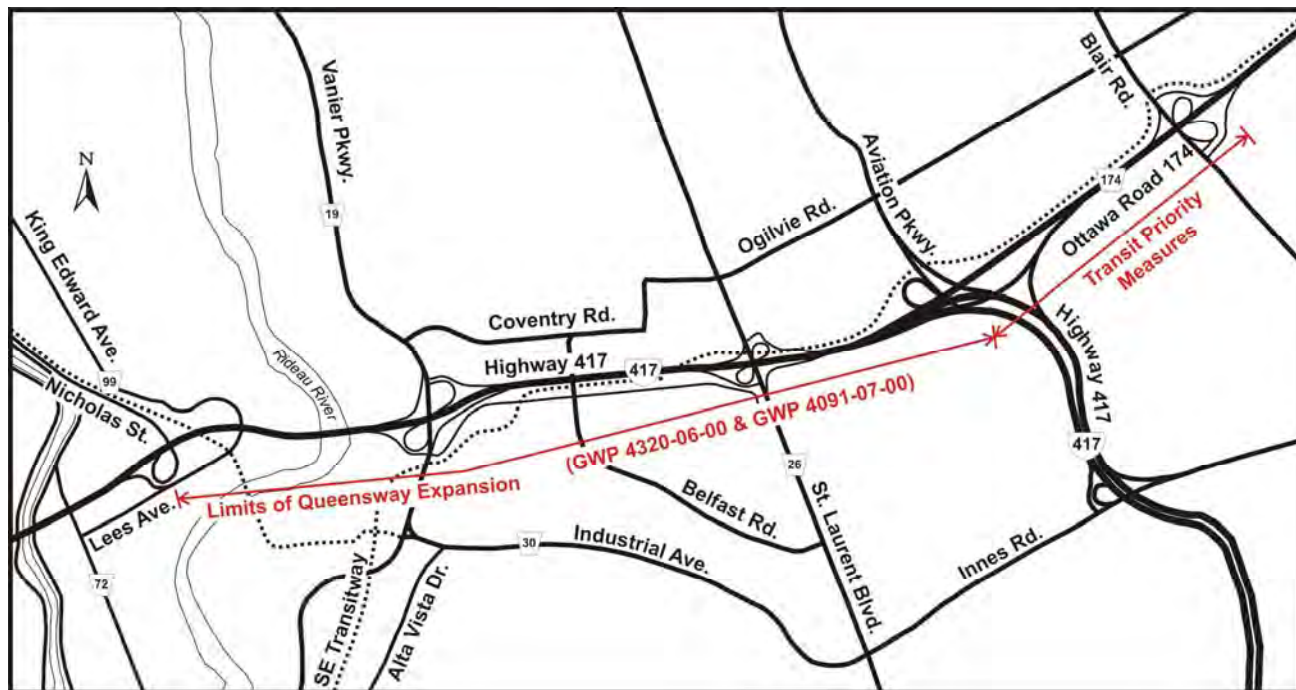 Blair Rd.
Vanier Pkwy.
Aviation Pkwy.
174
Ottawa Road 174
N
King Edward Ave.
19
Ogilvie Rd.
Transit Priority
Measures
Coventry Rd.
Rideau River
Highway 417
417
Highway 417
99
Nicholas St.
417
(GWP 4320-06-00 & GWP 4091-07-00)
26
Limits of Queensway Expansion
Lees Ave.
Belfast Rd.
St. Laurent Blvd.
30
Industrial Ave.
Innes Rd.
72
SE Transitway
Alta Vista Dr.